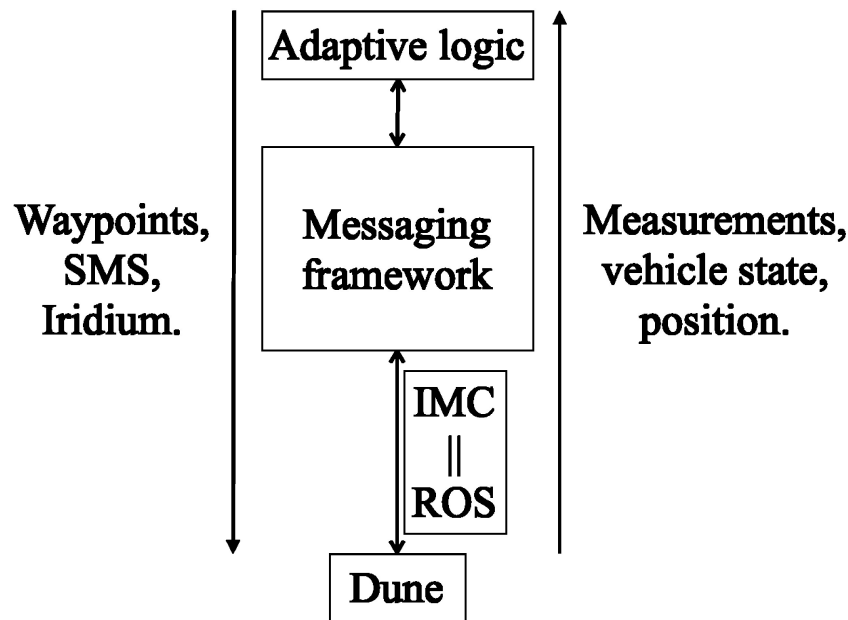 Adaptive logic
Waypoints,
SMS,
Iridium.
Messaging
framework
Measurements,
vehicle state,
position.
IMC
||
ROS
Dune